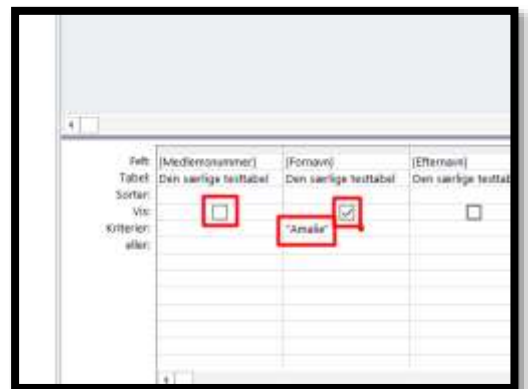 Felt: (Medlemsnummer) (Fornavn) (Efternavn)
Tabel: Den særlige testtabel Den særlige testtabel Den særlige testtab
Sorter:
Vis:
Kriterier: "Amalie"
eller: